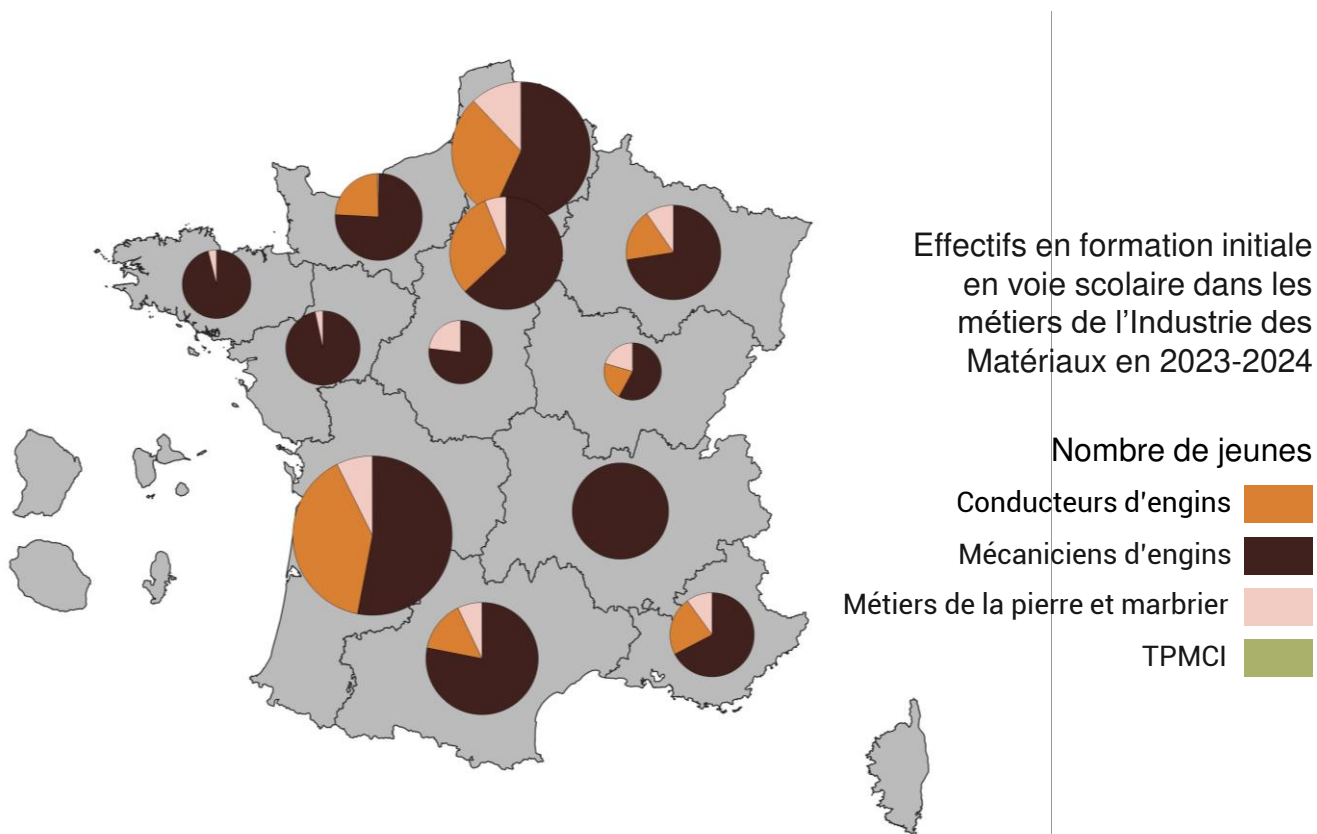 Effectifs en formation initiale
en voie scolaire dans les
métiers de l'Industrie des
Matériaux en 2023-2024
Nombre de jeunes
Conducteurs d'engins
Mécaniciens d'engins
Métiers de la pierre et marbrier
TPMCI